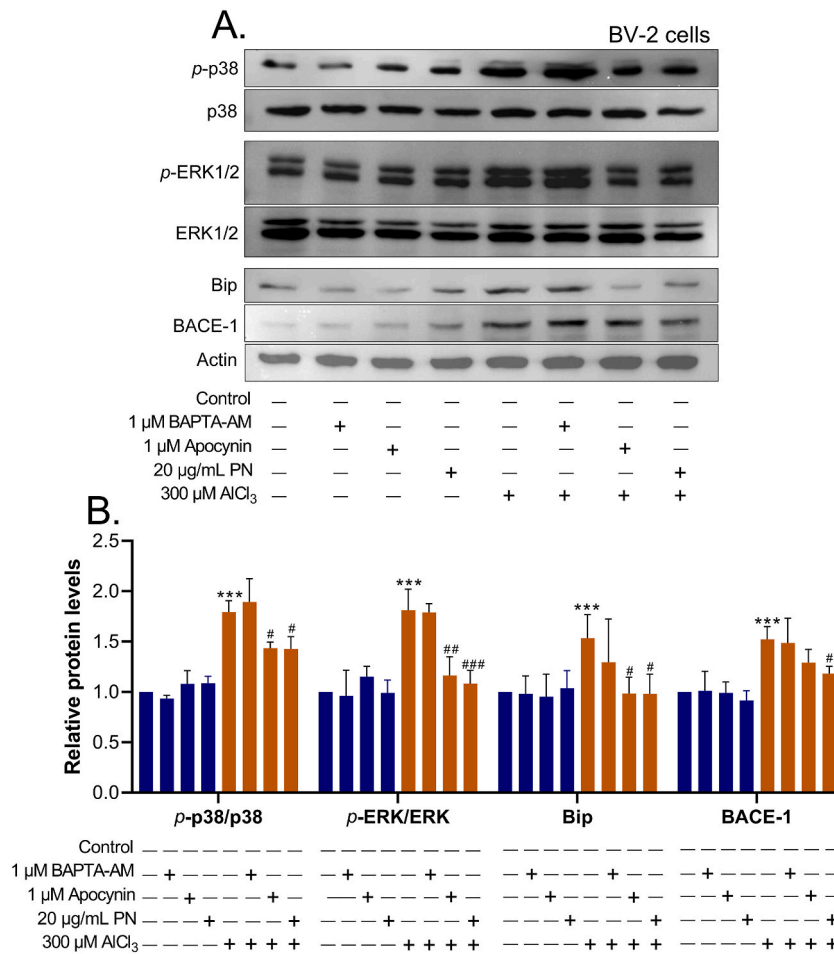 A.
BV-2 cells
p-p38
p38
p-ERK1/2
ERK1/2
Bip
BACE-1
Actin
Control — — — — — — — —
1 µM BAPTA-AM — + — — — + — —
1 µM Apocynin — — + — — — + —
20 µg/mL PN — — — + — — — +
300 µM AlCl₃ — — — — + + + +
B.
Relative protein levels
2.5
2.0
1.5
1.0
0.5
0.0
*** # #
*** ## ###
*** # #
*** #
p-p38/p38 p-ERK/ERK Bip BACE-1
Control — — — — — — — — — — — — — — — — — — — — — — — — — — — — — — — —
1 µM BAPTA-AM — + — — — + — — — + — — — + — — — + — — — + — — — + — — — + — —
1 µM Apocynin — — + — — — + — — — + — — — + — — — + — — — + — — — + — — — + —
20 µg/mL PN — — — + — — — + — — — + — — — + — — — + — — — + — — — + — — — +
300 µM AlCl₃ — — — — + + + + — — — — + + + + — — — — + + + + — — — — + + + +